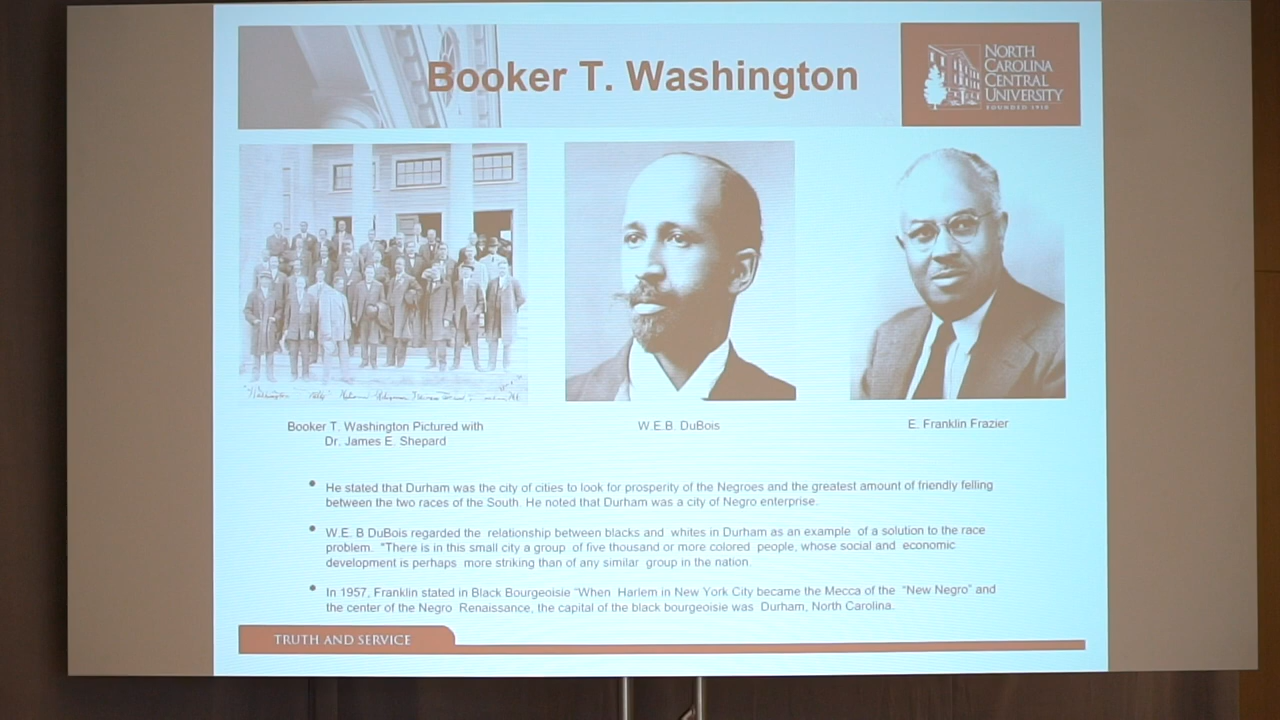 Booker T. Washington
NORTH
CAROLINA
CENTRAL
UNIVERSITY
FOUNDED 1910
Booker T. Washington Pictured with
Dr. James E. Shepard
W.E.B. DuBois
E. Franklin Frazier
• He stated that Durham was the city of cities to look for prosperity of the Negroes and the greatest amount of friendly felling
between the two races of the South. He noted that Durham was a city of Negro enterprise.
• W.E. B DuBois regarded the relationship between blacks and whites in Durham as an example of a solution to the race
problem. "There is in this small city a group of five thousand or more colored people, whose social and economic
development is perhaps more striking than of any similar group in the nation.
• In 1957, Franklin stated in Black Bourgeoisie "When Harlem in New York City became the Mecca of the "New Negro" and
the center of the Negro Renaissance, the capital of the black bourgeoisie was Durham, North Carolina.
TRUTH AND SERVICE